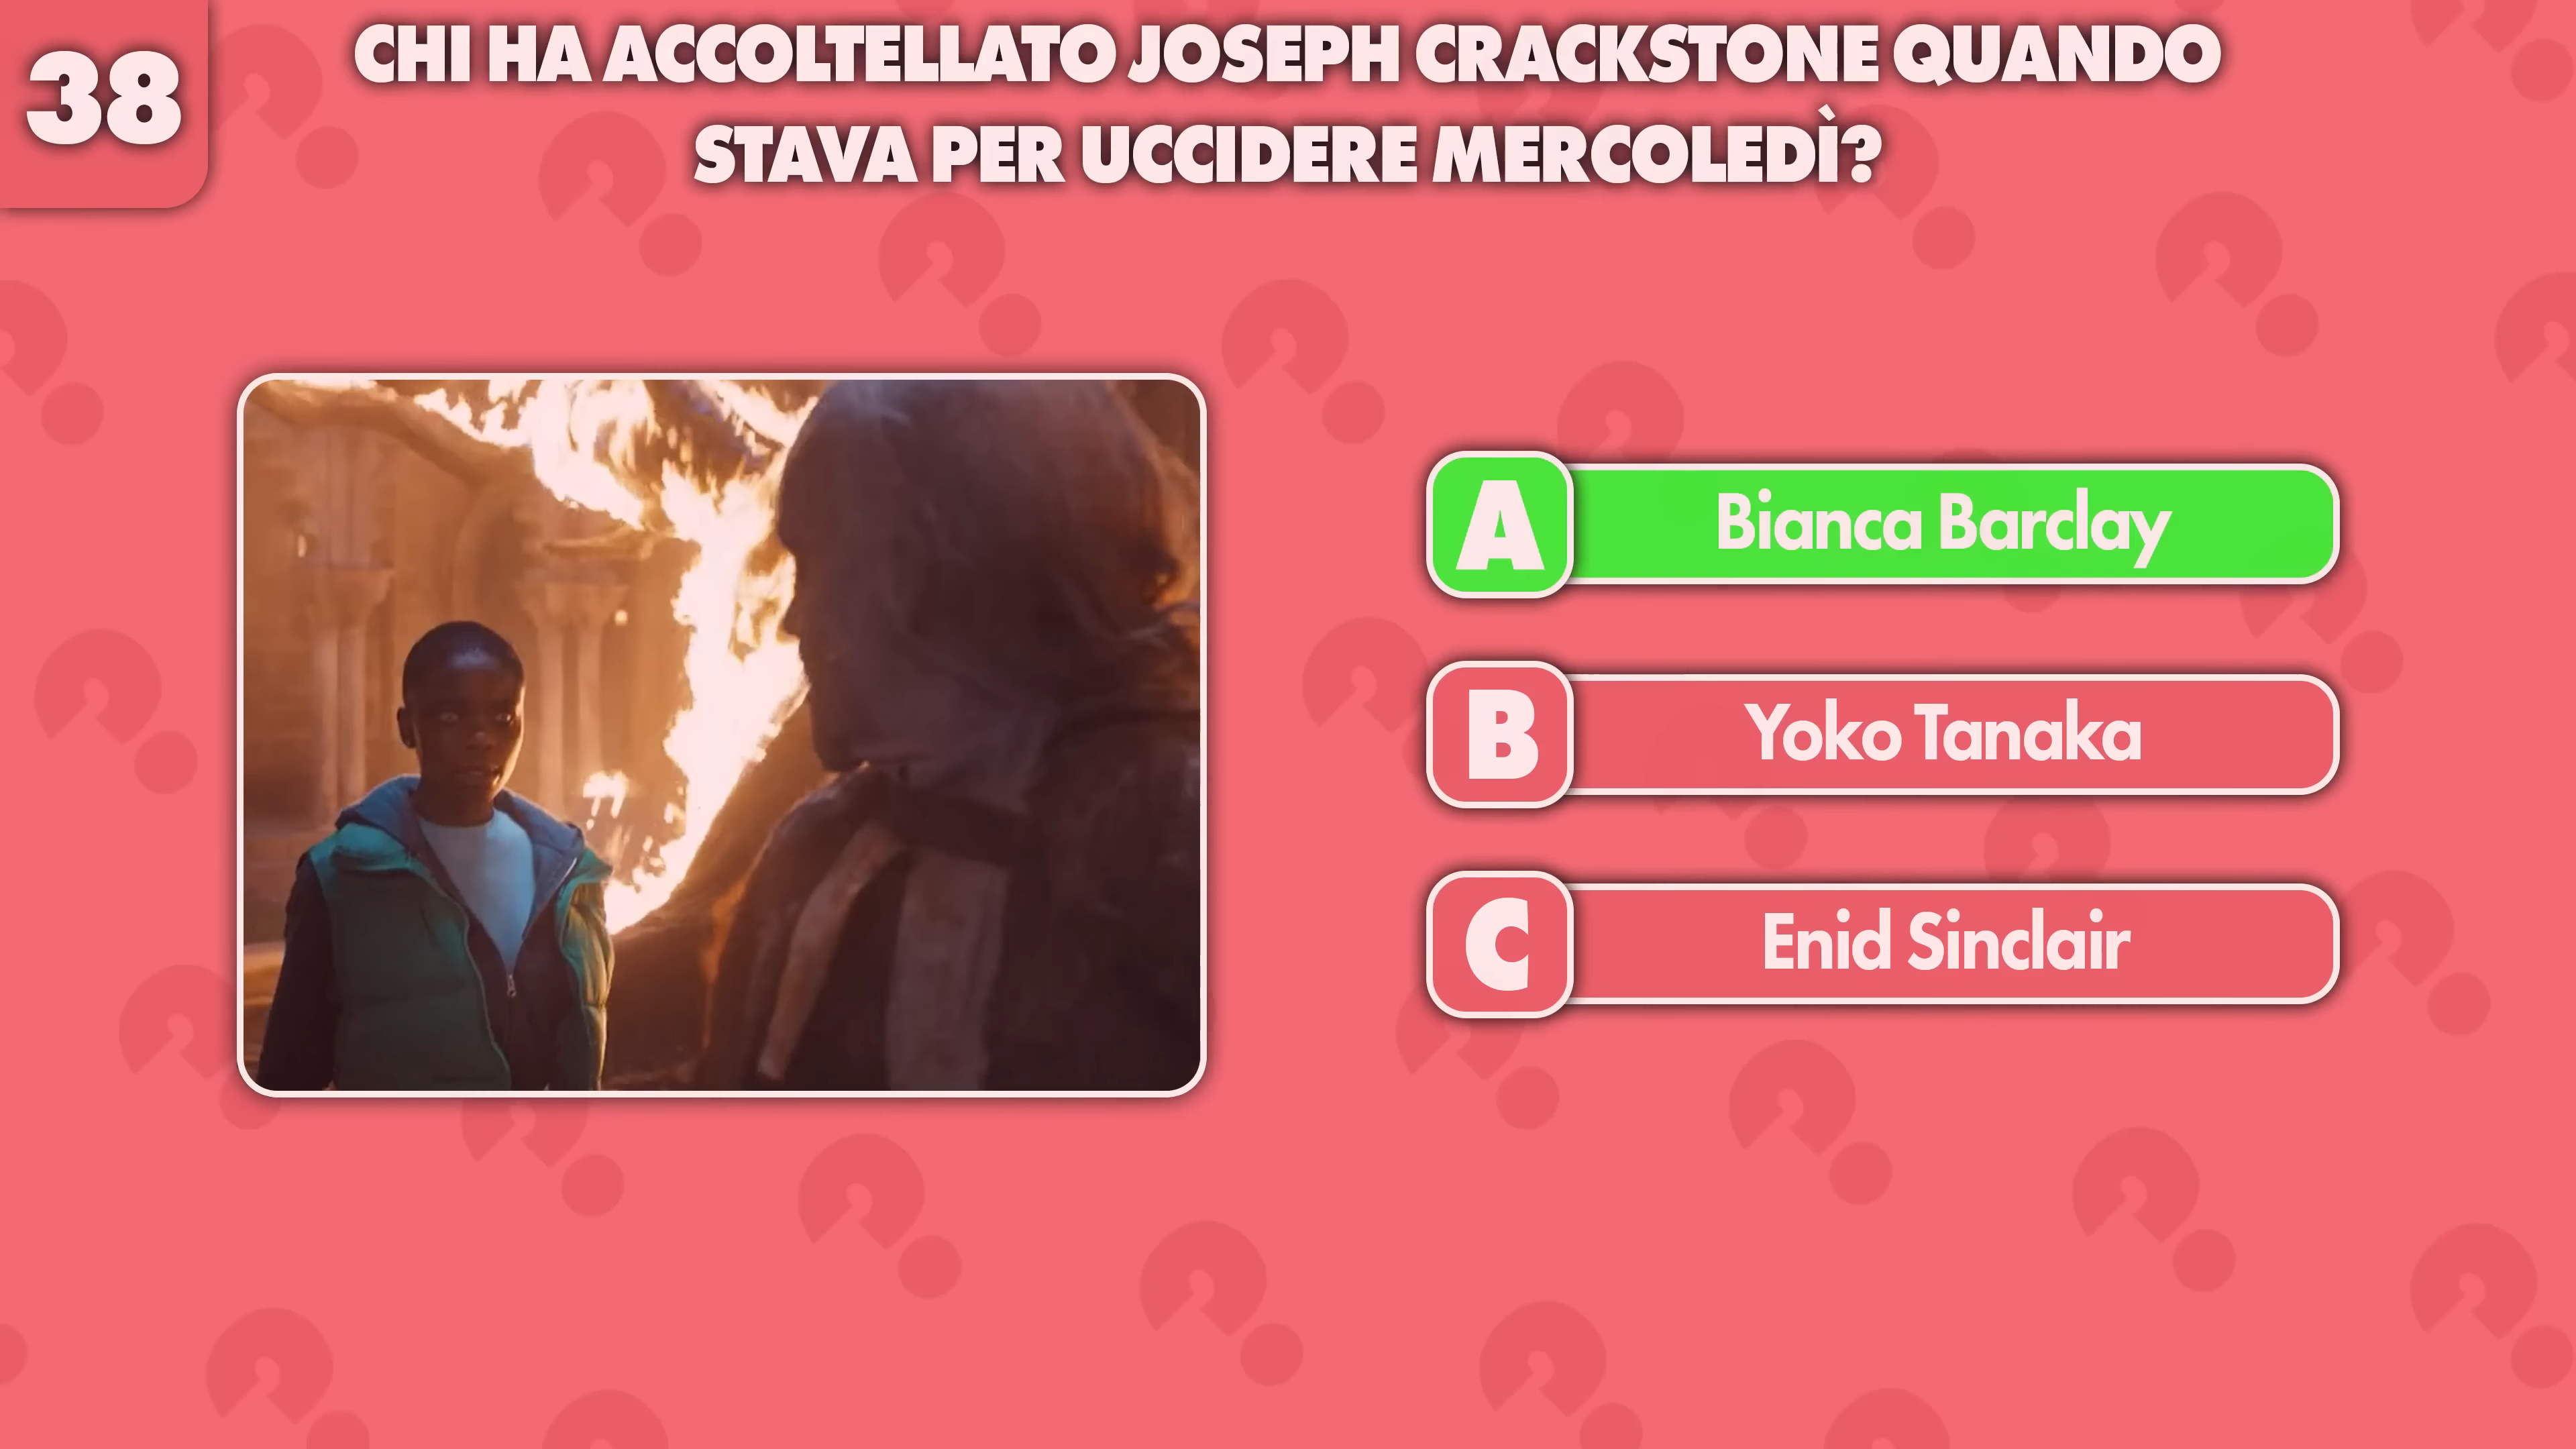 38
CHI HA ACCOLTELLATO JOSEPH CRACKSTONE QUANDO
STAVA PER UCCIDERE MERCOLEDÌ?
A Bianca Barclay
B Yoko Tanaka
C Enid Sinclair